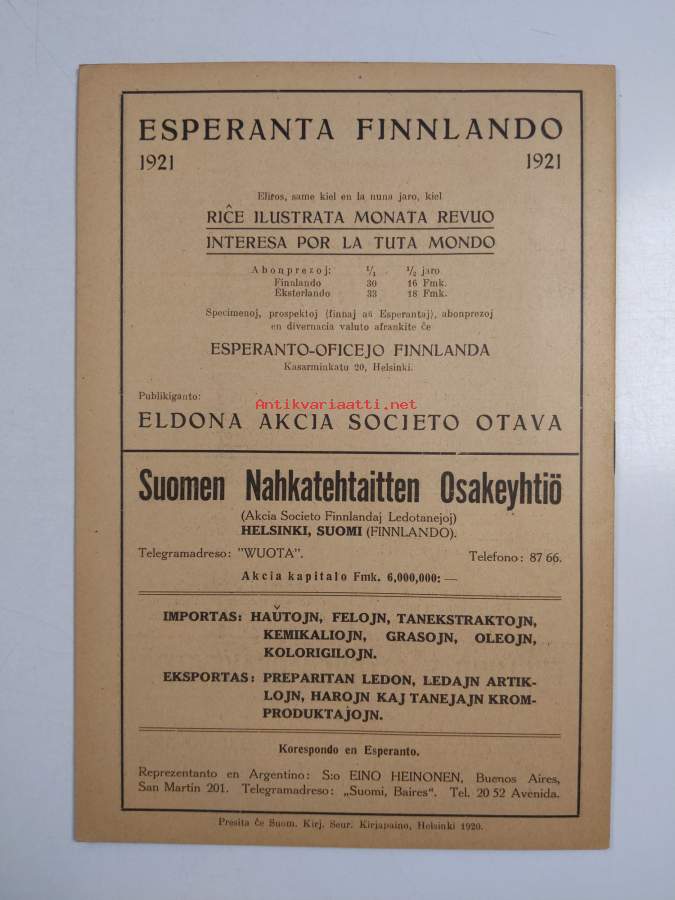 ESPERANTA FINNLANDO
1921 1921
Eliros, same kiel en la nuna jaro, kiel
RIĈE ILUSTRATA MONATA REVUO
INTERESA POR LA TUTA MONDO
Abonprezoj: 1/1 1/2 jaro
Finnlando 30 16 Fmk.
Eksterlando 33 18 Fmk.
Specimenoj, prospektoj (finnaj aŭ Esperantaj), abonprezoj
en divernacia valuto afrankite ĉe
ESPERANTO-OFICEJO FINNLANDA
Kasarminkatu 20, Helsinki.
Publikiganto:
Antikvariaatti.net
ELDONA AKCIA SOCIETO OTAVA
Suomen Nahkatehtaitten Osakeyhtiö
(Akcia Societo Finnlandaj Ledotanejoj)
HELSINKI, SUOMI (FINNLANDO).
Telegramadreso: "WUOTA". Telefono: 87 66.
Akcia kapitalo Fmk. 6,000,000: —
IMPORTAS: HAŬTOJN, FELOJN, TANEKSTRAKTOJN,
KEMIKALIOJN, GRASOJN, OLEOJN,
KOLORIGILOJN.
EKSPORTAS: PREPARITAN LEDON, LEDAJN ARTIK-
LOJN, HAROJN KAJ TANEJAJN KROM-
PRODUKTAJOJN.
Korespondo en Esperanto.
Reprezentanto en Argentino: S:o EINO HEINONEN, Buenos Aires,
San Martin 201. Telegramadreso: „Suomi, Baires“. Tel. 20 52 Avenida.
Presita ĉe Suom. Kirj. Seur. Kirjapaino, Helsinki 1920.